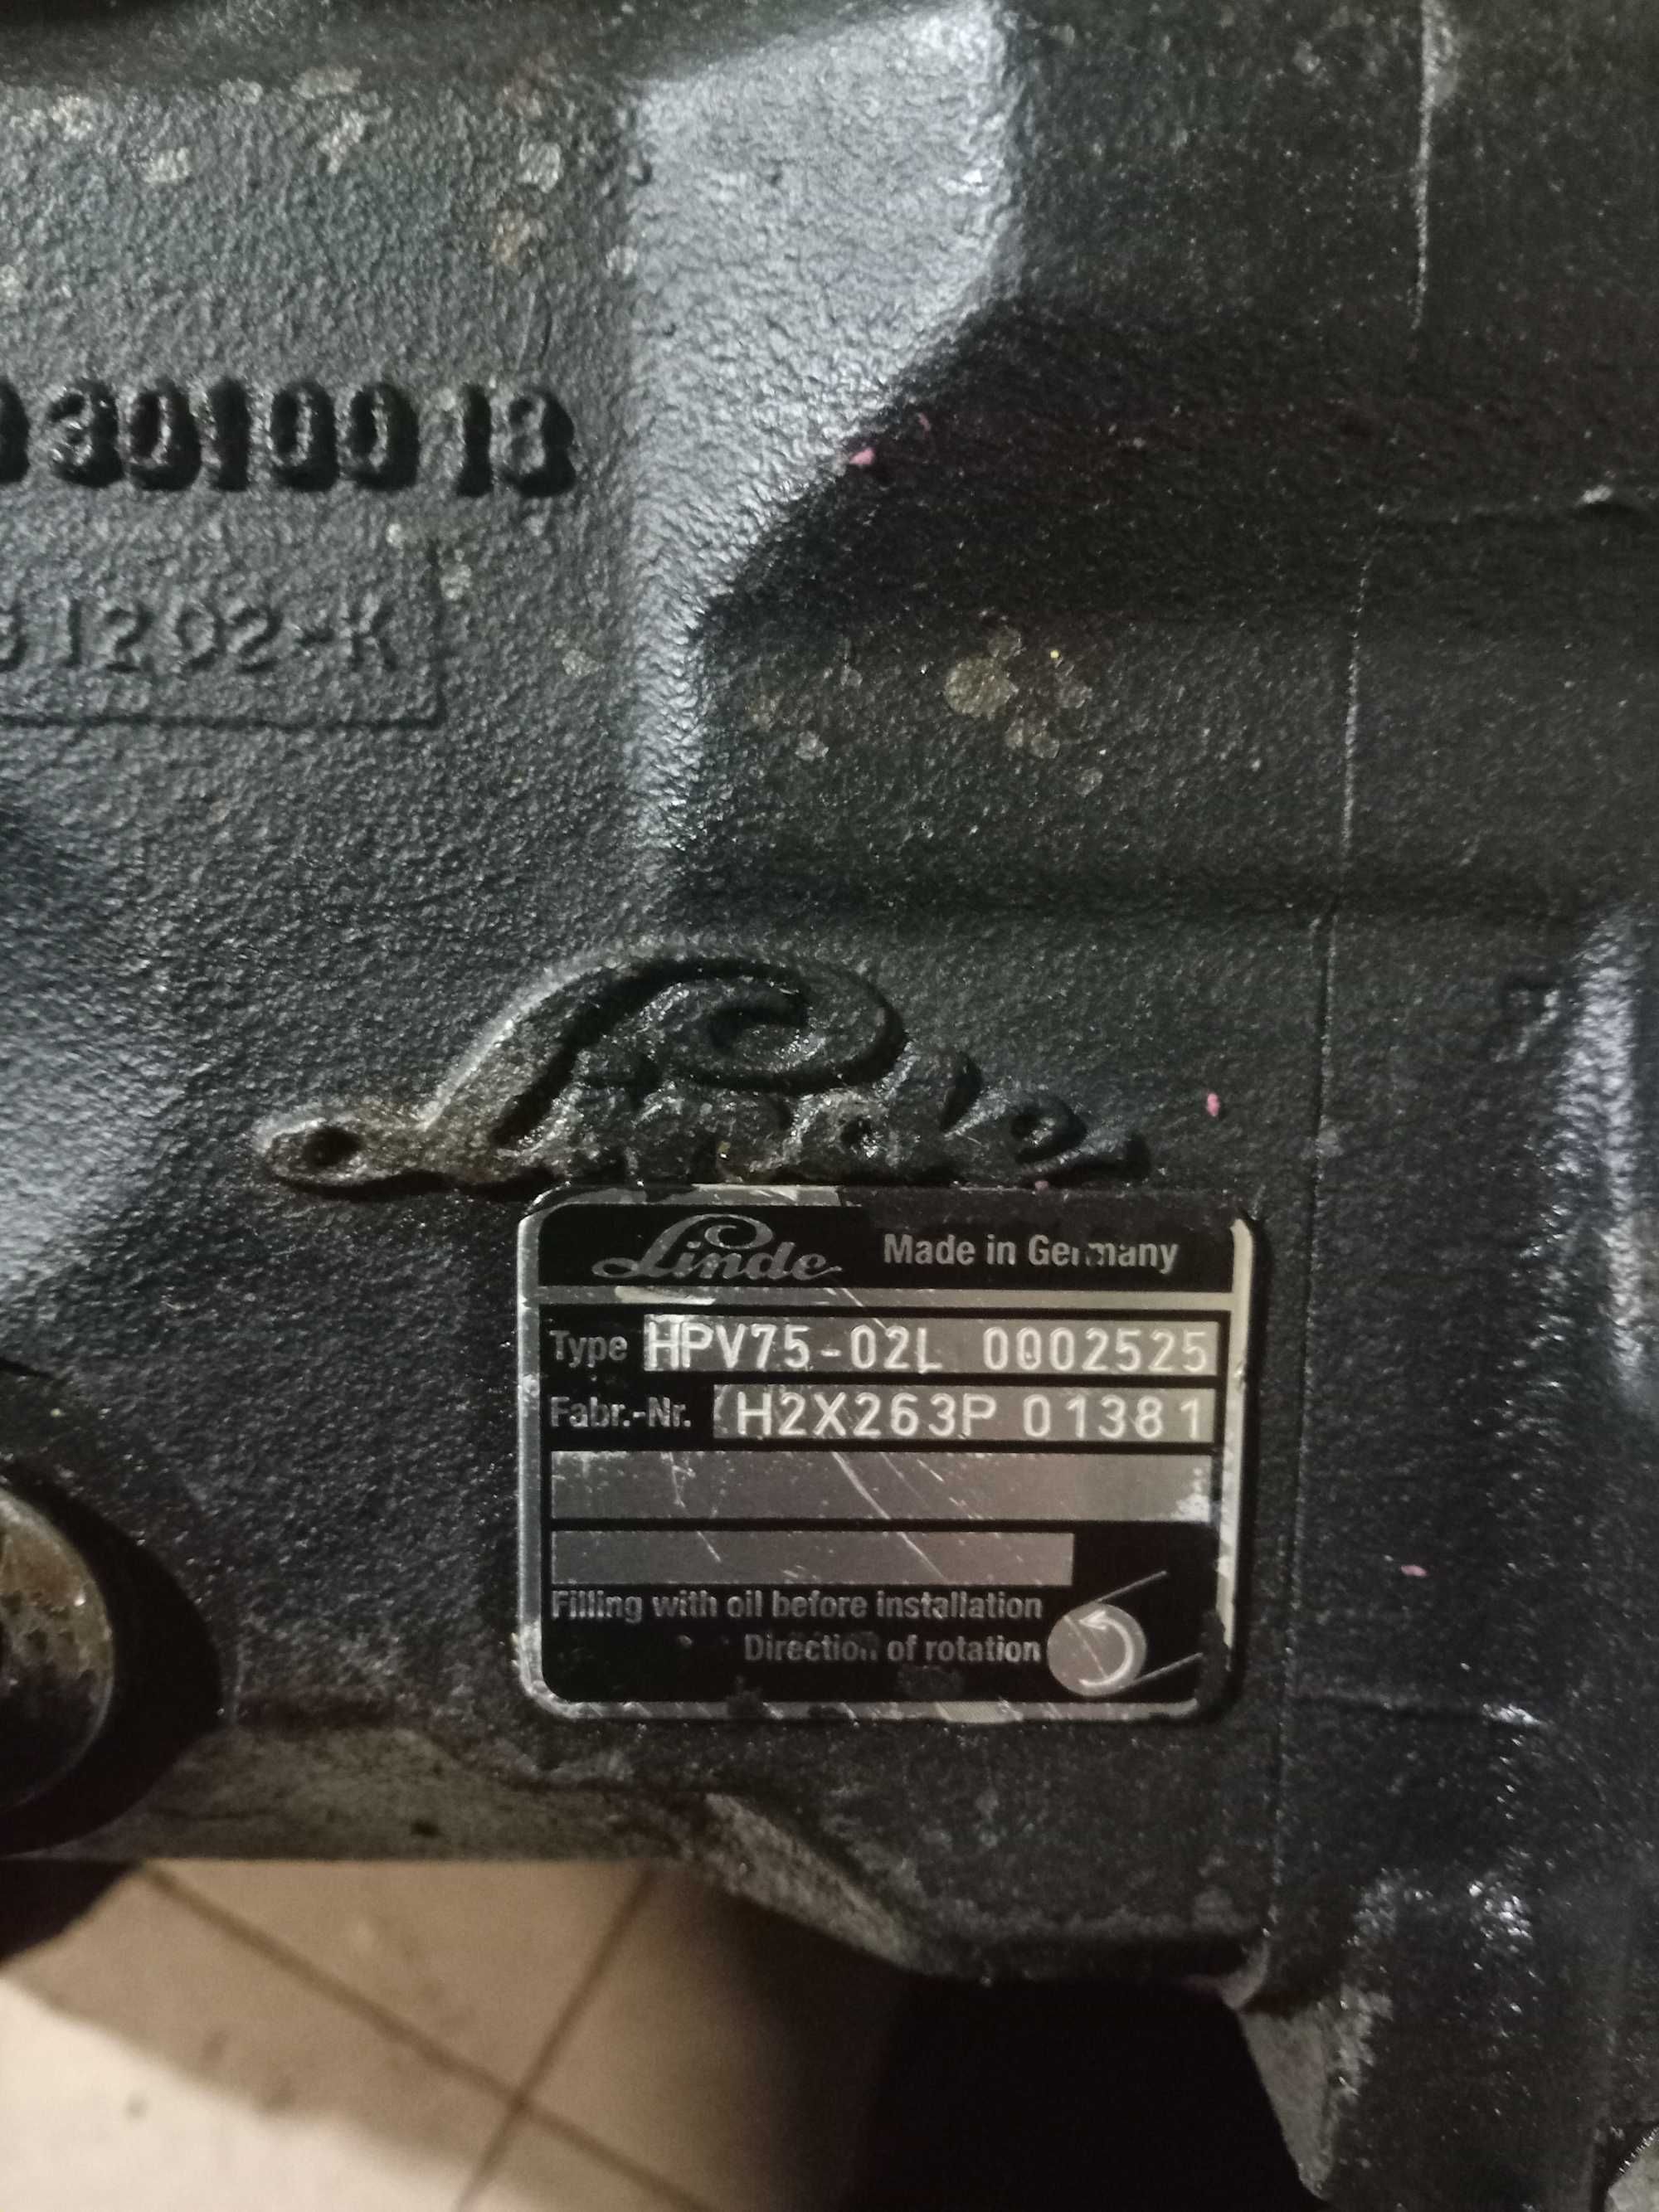 3010013
1292-K
Linde
Linde Made in Germany
Type HPV75-02L 0002525
Fabr.-Nr. H2X263P 01381
Filling with oil before installation
Direction of rotation